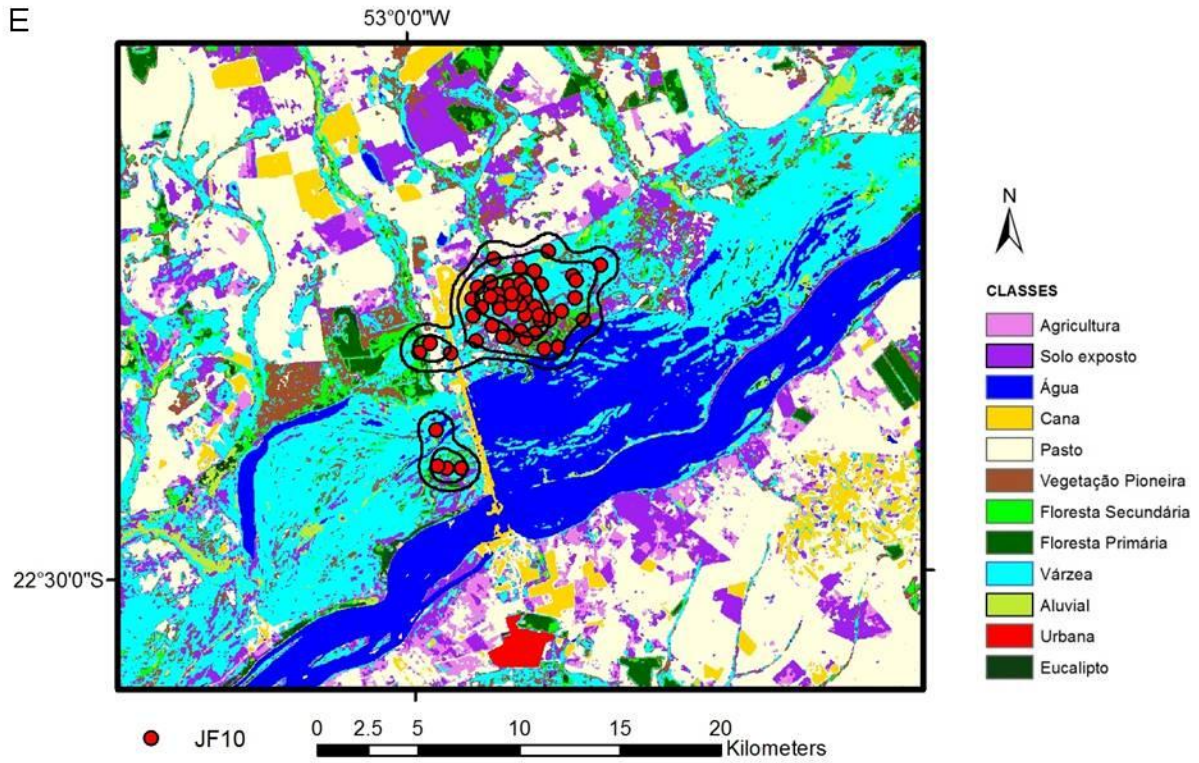 E
53°0'0"W
N
CLASSES
Agricultura
Solo exposto
Água
Cana
Pasto
Vegetação Pioneira
Floresta Secundária
Floresta Primária
Várzea
Aluvial
Urbana
Eucalipto
22°30'0"S
JF10
0 2.5 5 10 15 20
Kilometers